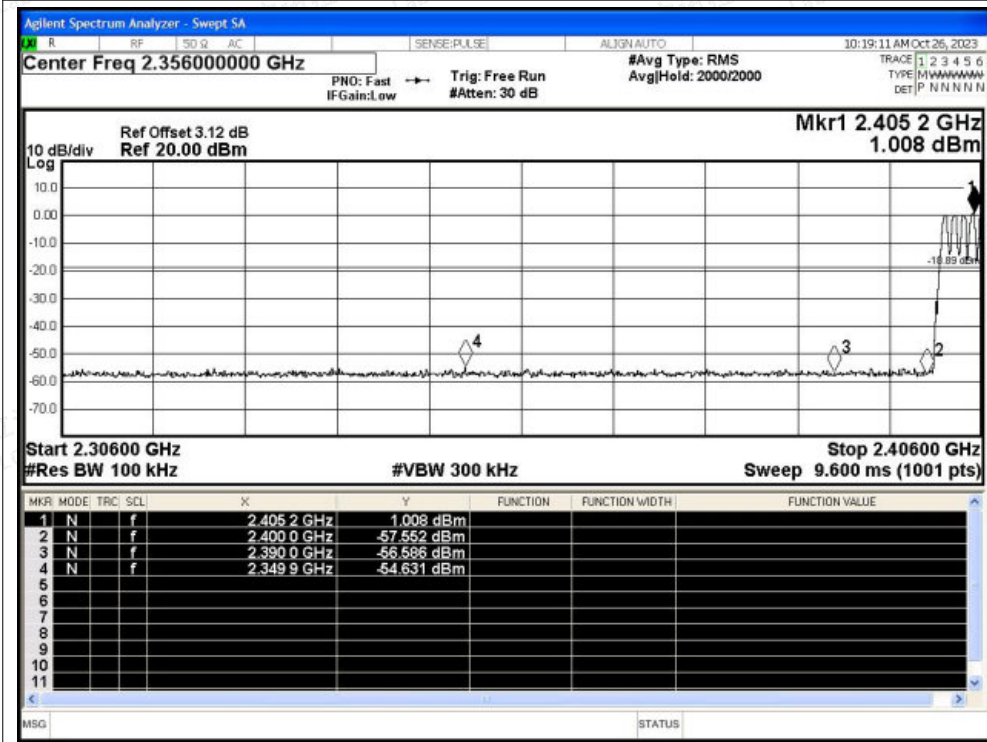 Agilent Spectrum Analyzer - Swept SA
LXI R RF 50 Ω AC SENSE:PULSE ALIGN AUTO 10:19:11 AM Oct 26, 2023
Center Freq 2.356000000 GHz #Avg Type: RMS TRACE 1 2 3 4 5 6
PNO: Fast Trig: Free Run Avg|Hold: 2000/2000 TYPE MWWWWW
IFGain:Low #Atten: 30 dB DET P N N N N N
Mkr1 2.405 2 GHz
Ref Offset 3.12 dB
10 dB/div Ref 20.00 dBm 1.008 dBm
Log
10.0
0.00
-10.0
-20.0
-30.0
-40.0
-50.0
-60.0
-70.0
1
-18.89 dBm
4
3
2
Start 2.30600 GHz Stop 2.40600 GHz
#Res BW 100 kHz #VBW 300 kHz Sweep 9.600 ms (1001 pts)
MKR MODE TRC SCL X Y FUNCTION FUNCTION WIDTH FUNCTION VALUE
1 N f 2.405 2 GHz 1.008 dBm
2 N f 2.400 0 GHz -57.552 dBm
3 N f 2.390 0 GHz -56.586 dBm
4 N f 2.349 9 GHz -54.631 dBm
5
6
7
8
9
10
11
MSG STATUS